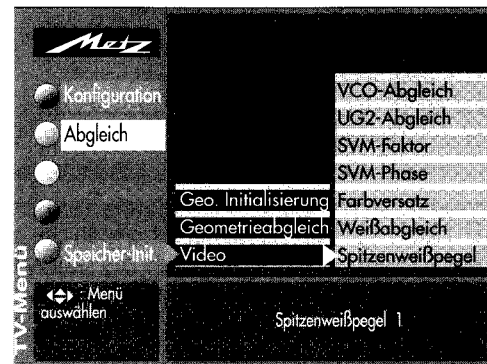 Metz
Konfiguration
Abgleich
Speicher-Init.
Geo. Initialisierung
Geometrieabgleich
Video
VCO-Abgleich
UG2-Abgleich
SVM-Faktor
SVM-Phase
Farbversatz
Weißabgleich
Spitzenweißpegel
TV-Menü
: Menü
auswählen
Spitzenweißpegel 1